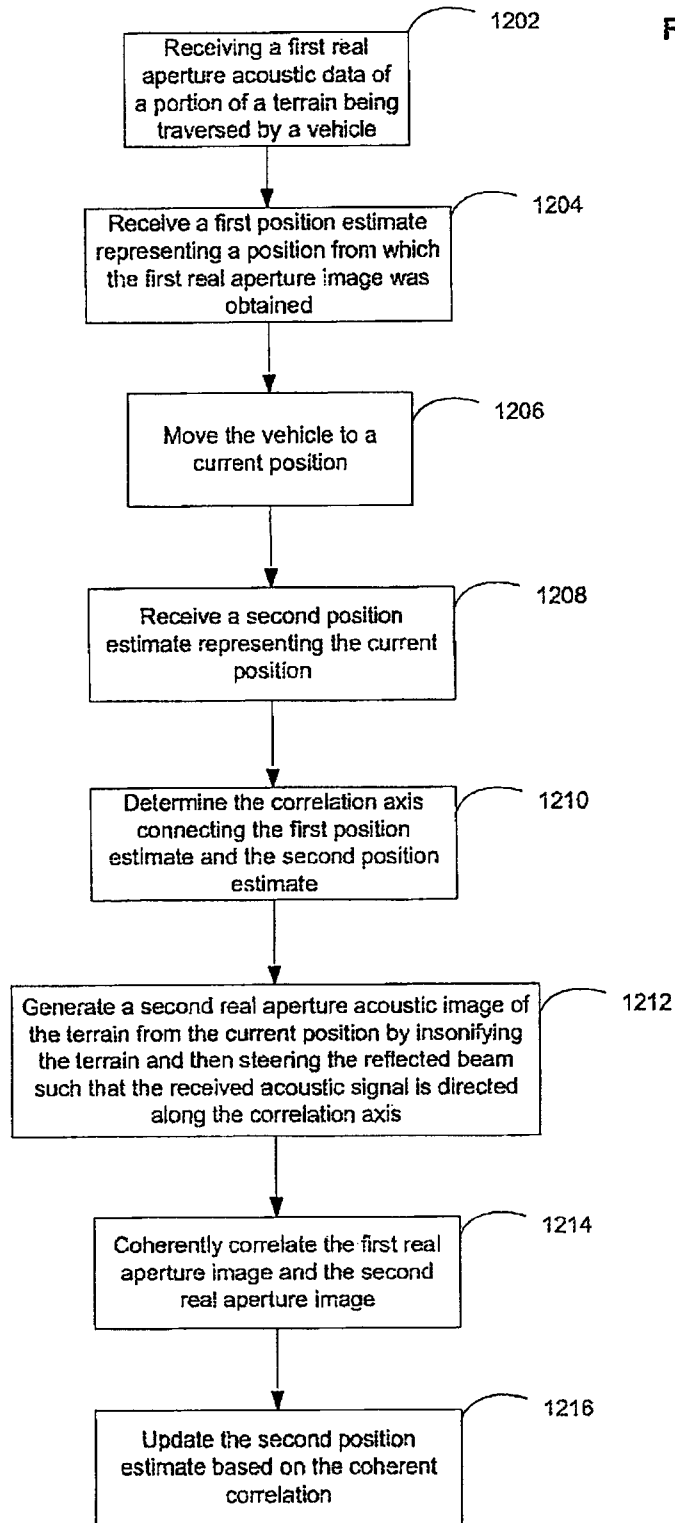 1202
F
Receiving a first real
aperture acoustic data of
a portion of a terrain being
traversed by a vehicle
1204
Receive a first position estimate
representing a position from which
the first real aperture image was
obtained
1206
Move the vehicle to a
current position
1208
Receive a second position
estimate representing the current
position
1210
Determine the correlation axis
connecting the first position
estimate and the second position
estimate
1212
Generate a second real aperture acoustic image of
the terrain from the current position by insonifying
the terrain and then steering the reflected beam
such that the received acoustic signal is directed
along the correlation axis
1214
Coherently correlate the first real
aperture image and the second
real aperture image
1216
Update the second position
estimate based on the coherent
correlation